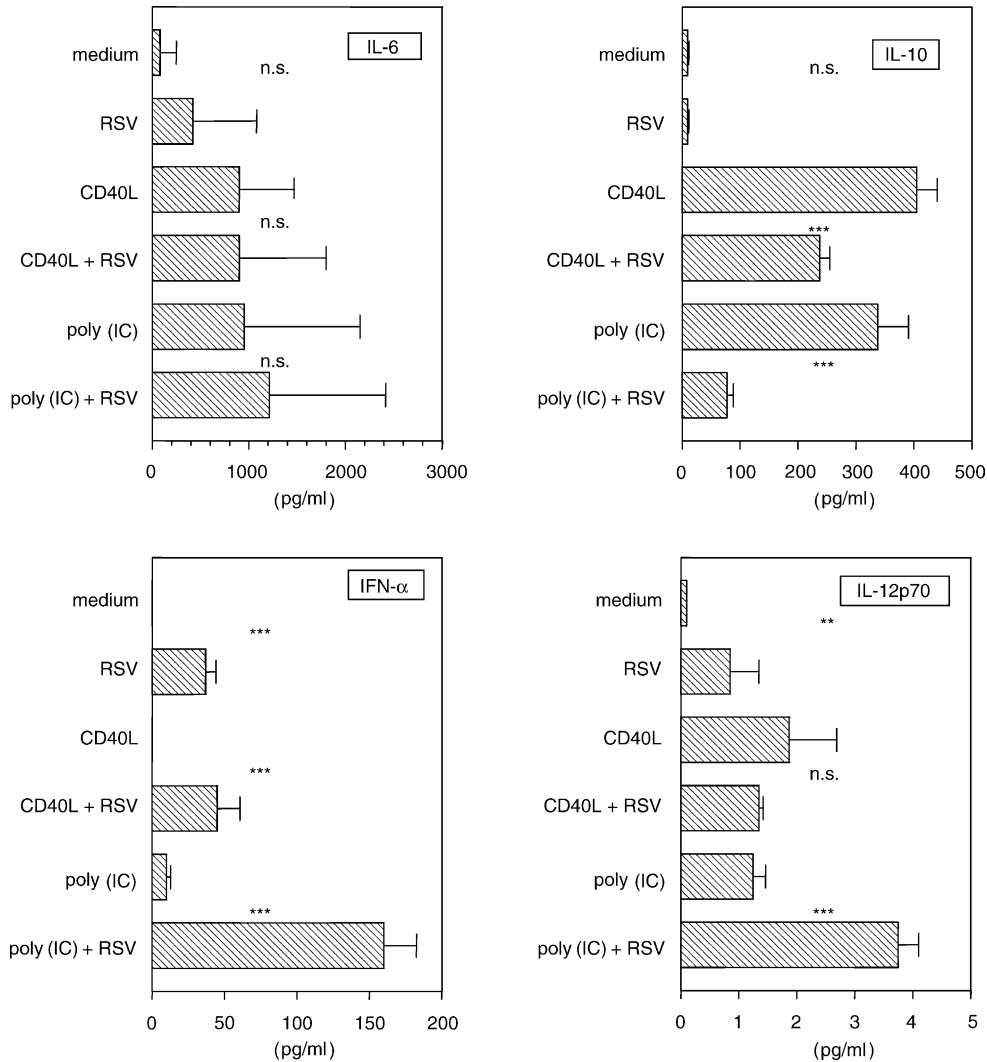 IL-6
medium
n.s.
RSV
CD40L
n.s.
CD40L + RSV
poly (IC)
n.s.
poly (IC) + RSV
0 1000 2000 3000
(pg/ml)
IL-10
n.s.
RSV
CD40L
***
CD40L + RSV
poly (IC)
***
poly (IC) + RSV
0 100 200 300 400 500
(pg/ml)
IFN-α
medium
***
RSV
CD40L
***
CD40L + RSV
poly (IC)
***
poly (IC) + RSV
0 50 100 150 200
(pg/ml)
IL-12p70
medium
**
RSV
CD40L
n.s.
CD40L + RSV
poly (IC)
***
poly (IC) + RSV
0 1 2 3 4 5
(pg/ml)